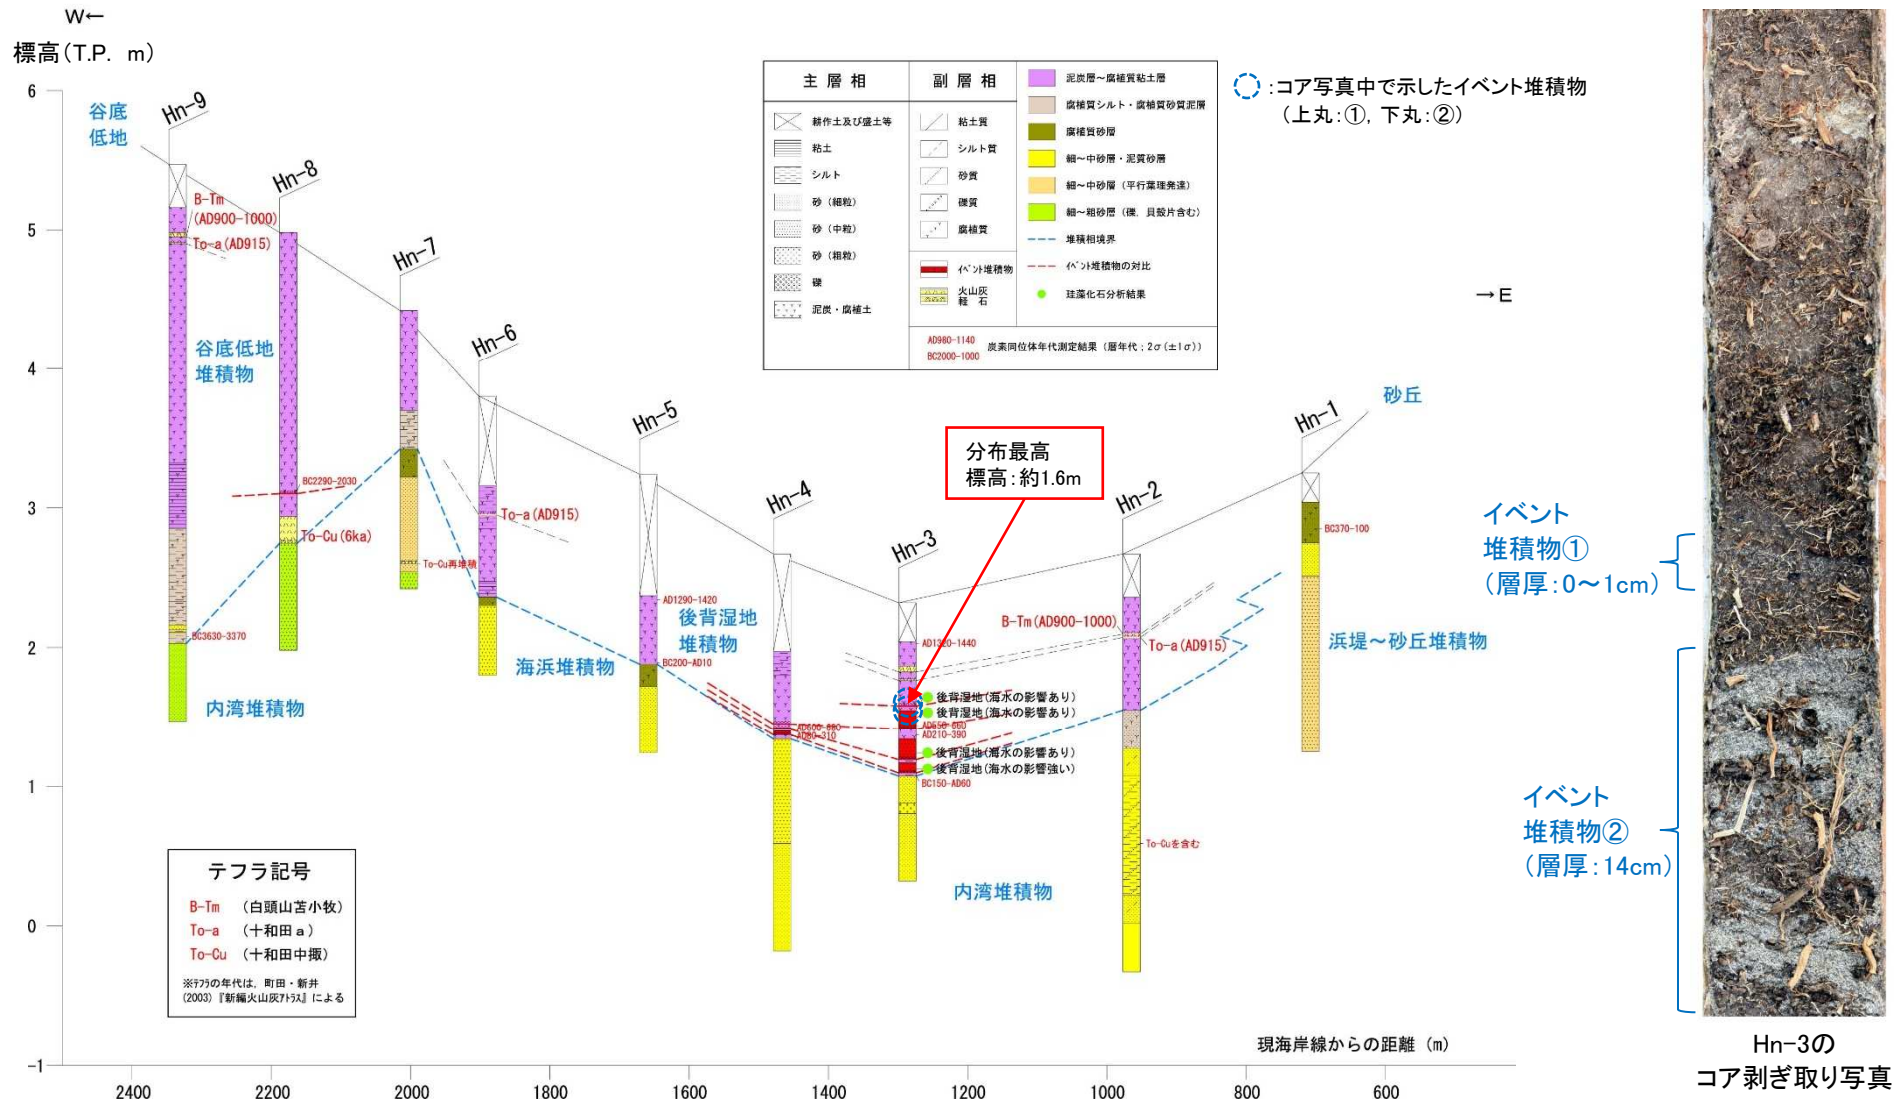 W←
標高(T.P. m)
6
5
4
3
2
1
0
-1
2400
2200
2000
1800
1600
1400
1200
1000
800
600
現海岸線からの距離 (m)
→E
谷底
低地
Hn-9
B-Tm
(AD900-1000)
To-a(AD915)
Hn-8
Hn-7
Hn-6
Hn-5
Hn-4
Hn-3
Hn-2
Hn-1
砂丘
谷底低地
堆積物
BC2290-2030
To-Cu(6ka)
To-Cu再堆積
To-a(AD915)
BC3630-3370
内湾堆積物
海浜堆積物
AD1290-1420
後背湿地
堆積物
BC200-AD10
AD600-680
AD80-310
分布最高
標高:約1.6m
AD1320-1440
後背湿地(海水の影響あり)
後背湿地(海水の影響あり)
AD550-660
AD210-390
後背湿地(海水の影響あり)
後背湿地(海水の影響強い)
BC150-AD60
B-Tm(AD900-1000)
To-a(AD915)
To-Cuを含む
内湾堆積物
BC370-100
浜堤～砂丘堆積物
主 層 相
耕作土及び盛土等
粘土
シルト
砂 (細粒)
砂 (中粒)
砂 (粗粒)
礫
泥炭・腐植土
副 層 相
粘土質
シルト質
砂質
礫質
腐植質
イベント堆積物
火山灰
軽 石
泥炭層～腐植質粘土層
腐植質シルト・腐植質砂質泥層
腐植質砂層
細～中砂層・泥質砂層
細～中砂層 (平行葉理発達)
細～粗砂層 (礫, 貝殻片含む)
堆積相境界
イベント堆積物の対比
珪藻化石分析結果
AD980-1140
BC2000-1000
炭素同位体年代測定結果 (暦年代;2σ(±1σ))
:コア写真中で示したイベント堆積物
(上丸:①, 下丸:②)
テフラ記号
B-Tm (白頭山苫小牧)
To-a (十和田a)
To-Cu (十和田中掫)
※テフラの年代は, 町田・新井
(2003)『新編火山灰アトラス』による
イベント
堆積物①
(層厚:0～1cm)
イベント
堆積物②
(層厚:14cm)
Hn-3の
コア剥ぎ取り写真